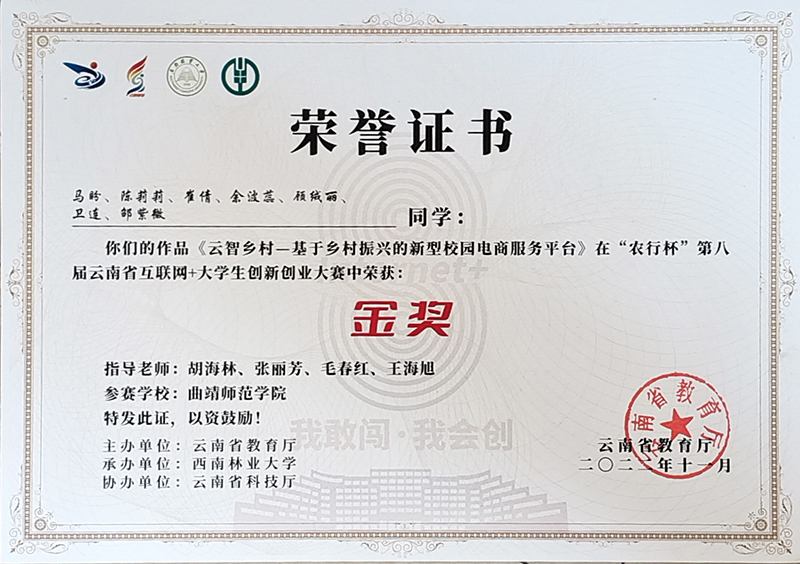 荣誉证书
马盼、陈莉莉、崔倩、余波蕊、顾绒丽、
卫莲、邹紫微
同学：
你们的作品《云智乡村—基于乡村振兴的新型校园电商服务平台》在“农行杯”第八
届云南省互联网+大学生创新创业大赛中荣获：
net+
金奖
指导老师：胡海林、张丽芳、毛春红、王海旭
参赛学校：曲靖师范学院
特发此证，以资鼓励！
我敢闯·我会创
主办单位：云南省教育厅
承办单位：西南林业大学
协办单位：云南省科技厅
云南省教育厅
云南省教育厅
二〇二二年十一月